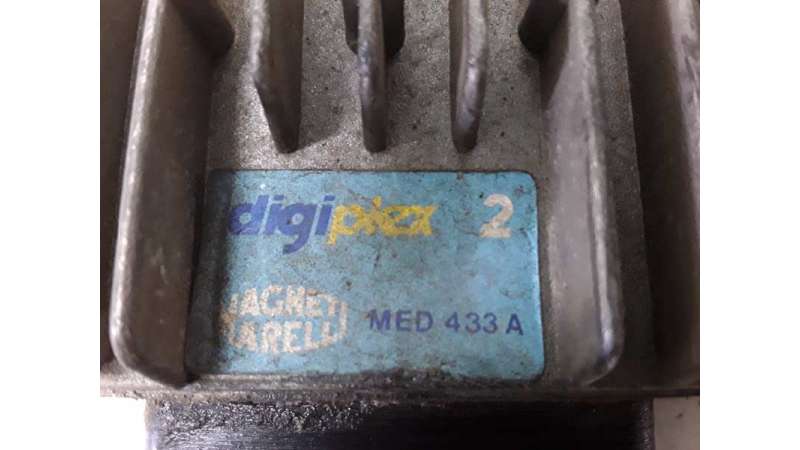 digiplex 2
MAGNETI
MARELLI
MED 433 A